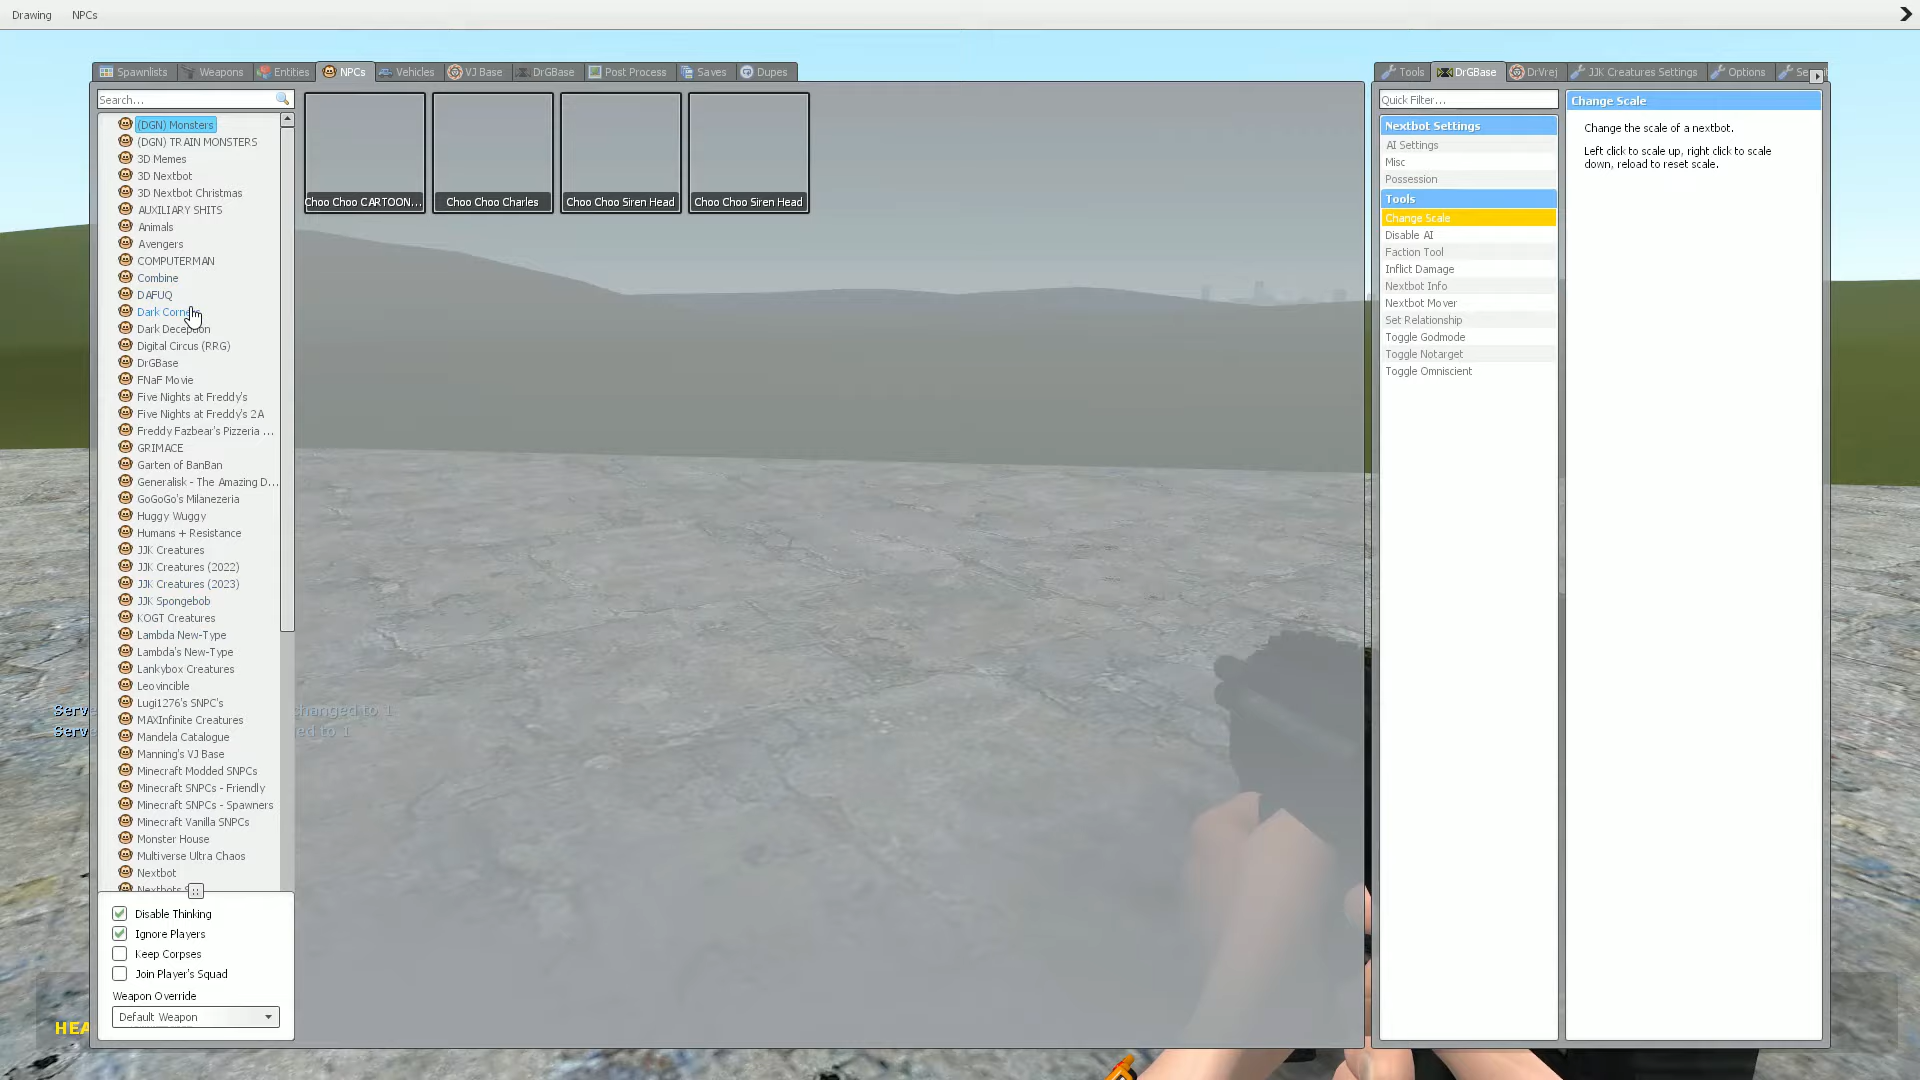 Drawing NPCs
Spawnlists Weapons Entities NPCs Vehicles VJ Base DrGBase Post Process Saves Dupes
Tools DrGBase DrVrej JJK Creatures Settings Options
Search...
(DGN) Monsters
(DGN) TRAIN MONSTERS
3D Memes
3D Nextbot
3D Nextbot Christmas
AUXILIARY SHITS
Animals
Avengers
COMPUTERMAN
Combine
DAFUQ
Dark
Dark Deception
Digital Circus (RRG)
DrGBase
FNaF Movie
Five Nights at Freddy's
Five Nights at Freddy's 2A
Freddy Fazbear's Pizzeria ...
GRIMACE
Garten of BanBan
Generalisk - The Amazing D...
GoGoGo's Milanezeria
Huggy Wuggy
Humans + Resistance
JJK Creatures
JJK Creatures (2022)
JJK Creatures (2023)
JJK Spongebob
KOGT Creatures
Lambda New-Type
Lambda's New-Type
Lankybox Creatures
Leovincible
Lugi1276's SNPC's
MAXInfinite Creatures
Mandela Catalogue
Manning's VJ Base
Minecraft Modded SNPCs
Minecraft SNPCs - Friendly
Minecraft SNPCs - Spawners
Minecraft Vanilla SNPCs
Monster House
Multiverse Ultra Chaos
Nextbot
Nextbots
Disable Thinking
Ignore Players
Keep Corpses
Join Player's Squad
Weapon Override
Default Weapon
Choo Choo CARTOON...
Choo Choo Charles
Choo Choo Siren Head
Choo Choo Siren Head
changed to 1
to 1
Quick Filter...
Nextbot Settings
AI Settings
Misc
Possession
Tools
Change Scale
Disable AI
Faction Tool
Inflict Damage
Nextbot Info
Nextbot Mover
Set Relationship
Toggle Godmode
Toggle Notarget
Toggle Omniscient
Change Scale
Change the scale of a nextbot.
Left click to scale up, right click to scale
down, reload to reset scale.